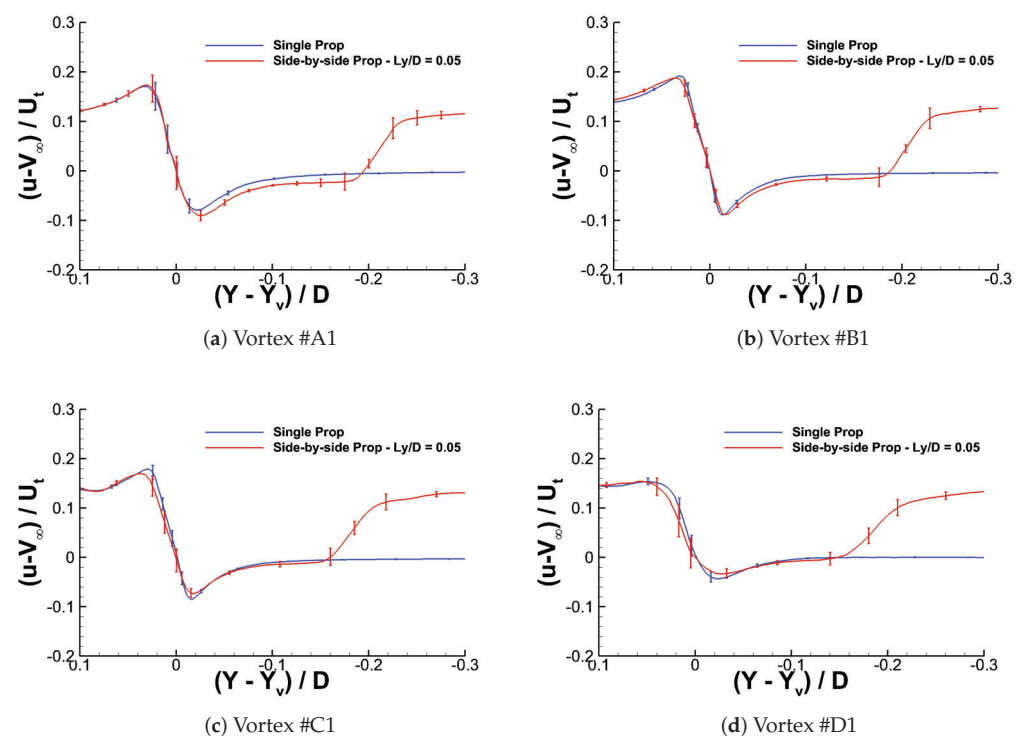 0.3
0.2
0.1
0
-0.1
-0.2
(u-V∞) / Ut
Single Prop
Side-by-side Prop - Ly/D = 0.05
0.1 0 -0.1 -0.2 -0.3
(Y - Yv) / D
(a) Vortex #A1
0.3
0.2
0.1
0
-0.1
-0.2
(u-V∞) / Ut
Single Prop
Side-by-side Prop - Ly/D = 0.05
0.1 0 -0.1 -0.2 -0.3
(Y - Yv) / D
(b) Vortex #B1
0.3
0.2
0.1
0
-0.1
-0.2
(u-V∞) / Ut
Single Prop
Side-by-side Prop - Ly/D = 0.05
0.1 0 -0.1 -0.2 -0.3
(Y - Yv) / D
(c) Vortex #C1
0.3
0.2
0.1
0
-0.1
-0.2
(u-V∞) / Ut
Single Prop
Side-by-side Prop - Ly/D = 0.05
0.1 0 -0.1 -0.2 -0.3
(Y - Yv) / D
(d) Vortex #D1